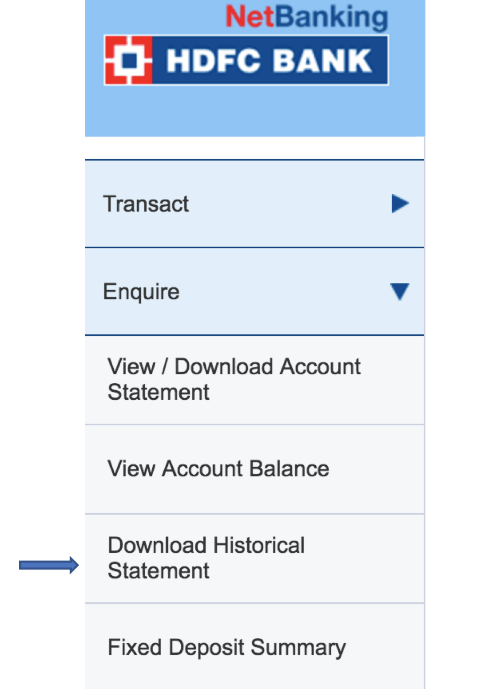 NetBanking
HDFC BANK
Transact
Enquire
View / Download Account
Statement
View Account Balance
Download Historical
Statement
Fixed Deposit Summary